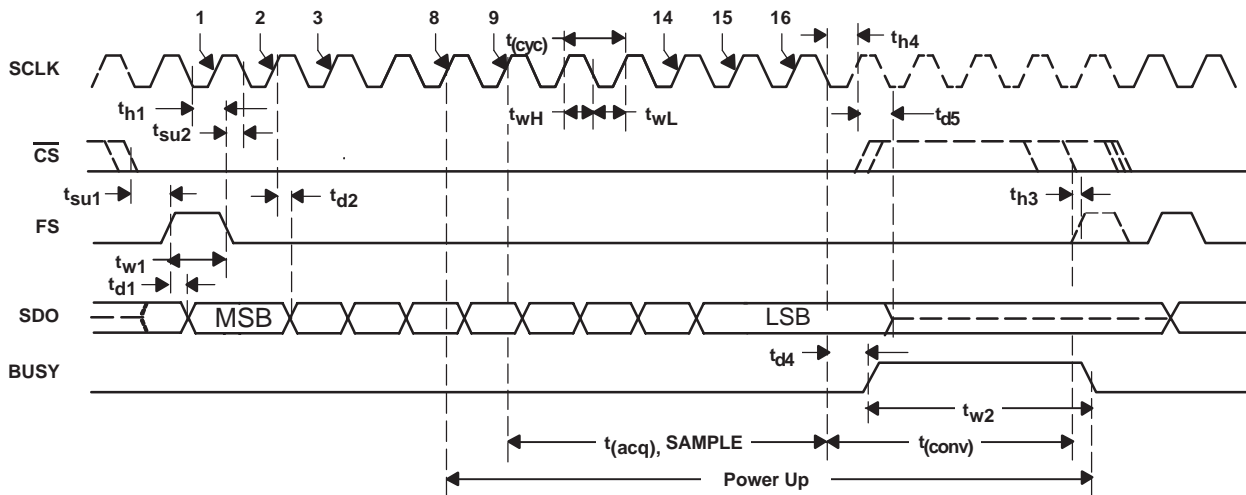 1 2 3 8 9 14 15 16
t(cyc) th4
SCLK
th1 twH twL td5
tsu2
CS
tsu1 td2 th3
FS
tw1
td1
SDO MSB LSB
td4
BUSY
tw2
t(acq), SAMPLE t(conv)
Power Up